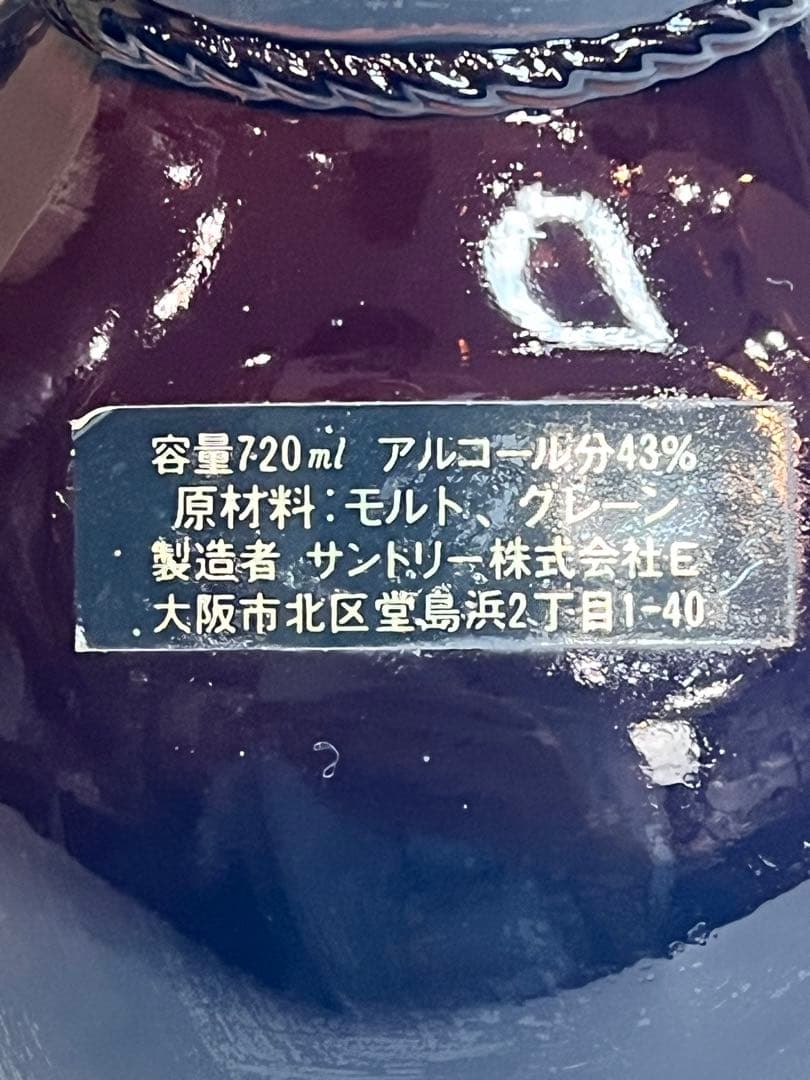 容量720ml アルコール分43%
原材料:モルト、グレーン
製造者 サントリー株式会社E
大阪市北区堂島浜2丁目1-40